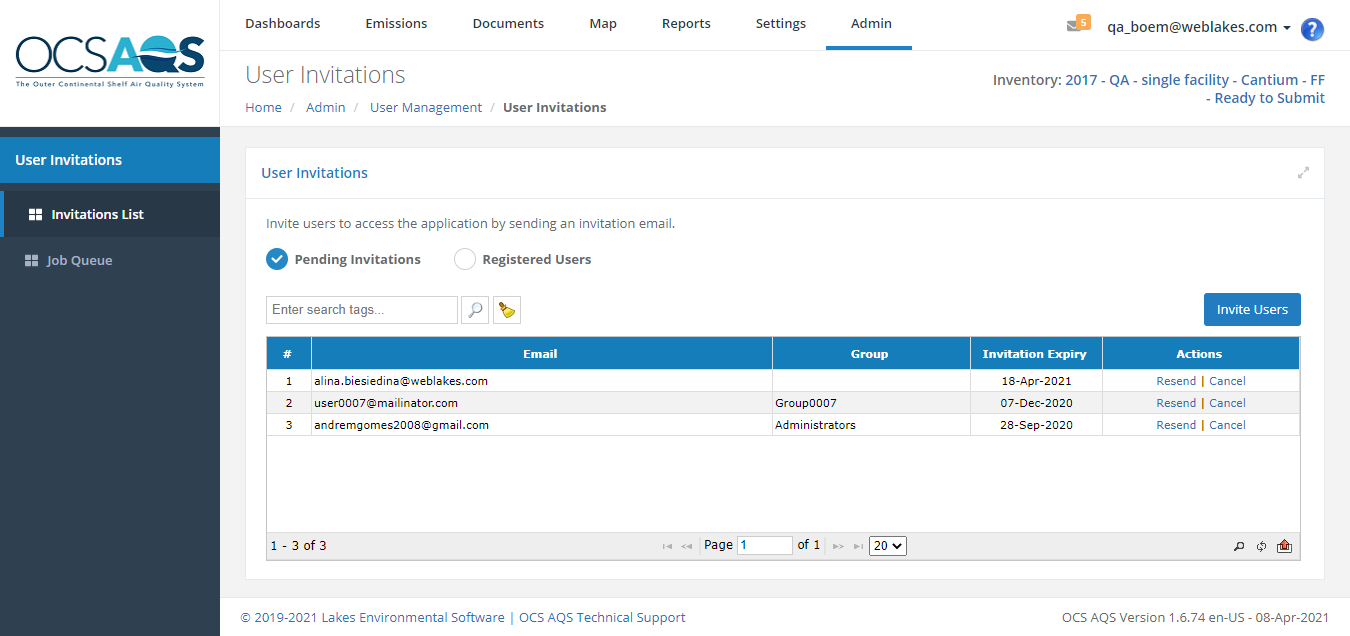 OCSAQS
The Outer Continental Shelf Air Quality System
Dashboards Emissions Documents Map Reports Settings Admin
5 qa_boem@weblakes.com ?
User Invitations
Home / Admin / User Management / User Invitations
Inventory: 2017 - QA - single facility - Cantium - FF
- Ready to Submit
User Invitations
Invitations List
Job Queue
User Invitations
Invite users to access the application by sending an invitation email.
Pending Invitations Registered Users
Enter search tags... Invite Users
# Email Group Invitation Expiry Actions
1 alina.biesiedina@weblakes.com 18-Apr-2021 Resend | Cancel
2 user0007@mailinator.com Group0007 07-Dec-2020 Resend | Cancel
3 andremgomes2008@gmail.com Administrators 28-Sep-2020 Resend | Cancel
1 - 3 of 3 Page 1 of 1 20
© 2019-2021 Lakes Environmental Software | OCS AQS Technical Support
OCS AQS Version 1.6.74 en-US - 08-Apr-2021